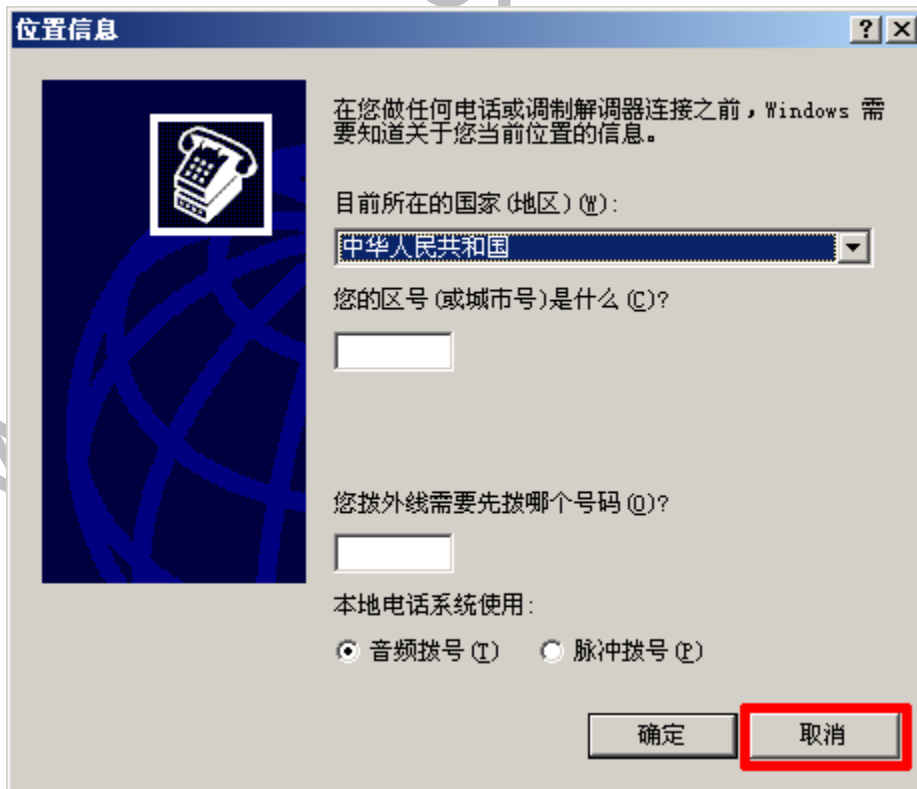 位置信息
在您做任何电话或调制解调器连接之前，Windows 需
要知道关于您当前位置的信息。
目前所在的国家(地区)(W):
中华人民共和国
您的区号(或城市号)是什么(C)?
您拨外线需要先拨哪个号码(O)?
本地电话系统使用:
音频拨号(T) 脉冲拨号(P)
确定 取消